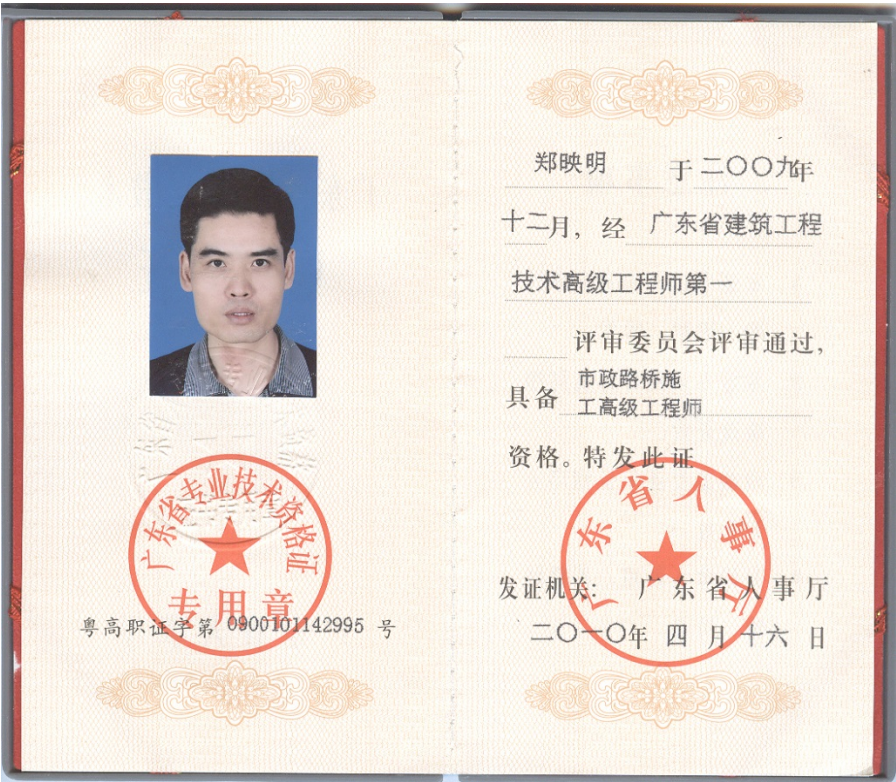 广东省专业技术资格证
专用章
粤高职证字第 0900101142995 号
郑映明 于二〇〇九年
十二月，经 广东省建筑工程
技术高级工程师第一
评审委员会评审通过，
具备 市政路桥施
工高级工程师
资格。特发此证
广东省人事厅
发证机关：广东省人事厅
二〇一〇年 四 月 十六 日